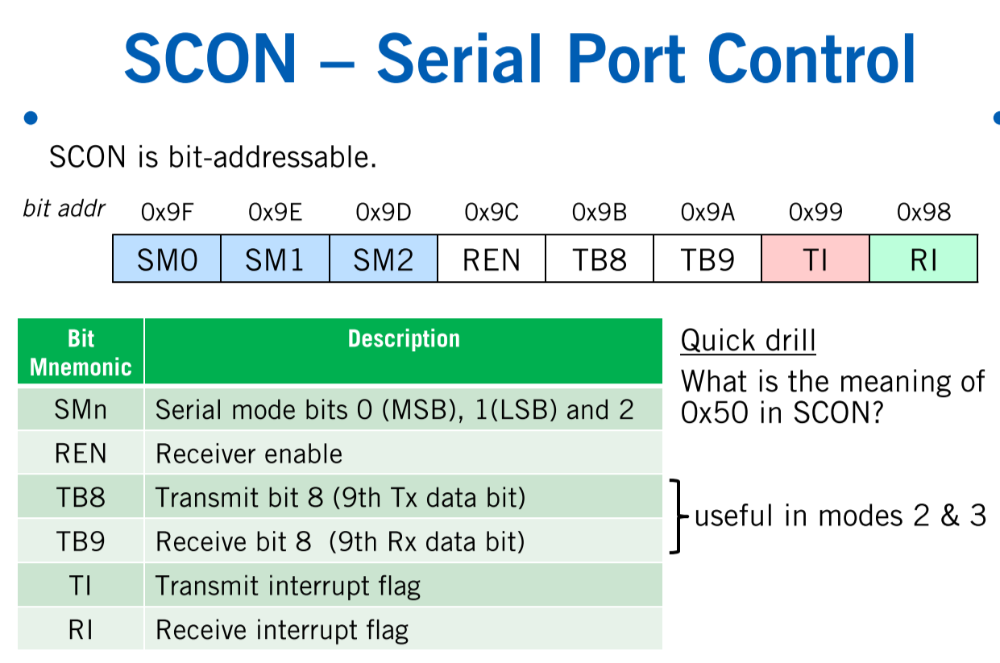 SCON – Serial Port Control
•
•
SCON is bit-addressable.
bit addr 0x9F 0x9E 0x9D 0x9C 0x9B 0x9A 0x99 0x98
SM0 SM1 SM2 REN TB8 TB9 TI RI
Bit Mnemonic Description
SMn Serial mode bits 0 (MSB), 1(LSB) and 2
REN Receiver enable
TB8 Transmit bit 8 (9th Tx data bit)
TB9 Receive bit 8 (9th Rx data bit)
TI Transmit interrupt flag
RI Receive interrupt flag
Quick drill
What is the meaning of
0x50 in SCON?
useful in modes 2 & 3